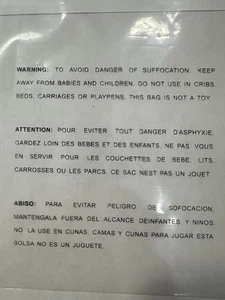 WARNING: TO AVOID DANGER OF SUFFOCATION. KEEP
AWAY FROM BABIES AND CHILDREN. DO NOT USE IN CRIBS.
BEDS, CARRIAGES OR PLAYPENS. THIS BAG IS NOT A TOY
ATTENTION: POUR EVITER TOUT DANGER D'ASPHYXIE.
GARDEZ LOIN DES BEBES ET DES ENFANTS. NE PAS VOUS
EN SERVIR POUR LES COUCHETTES DE BEBE. LITS.
CARROSSES OU LES PARCS. CE SAC NEST PAS UN JOUET
ABISO: PARA EVITAR PELIGRO DE SOFOCACION.
MANTENGALA FUERA DEL ALCANCE DEINFANTES Y NINOS.
NO LA USE EN CUNAS. CAMAS Y CUNAS PARA JUGAR ESTA
BOLSA NO ES UN JUGUETE.